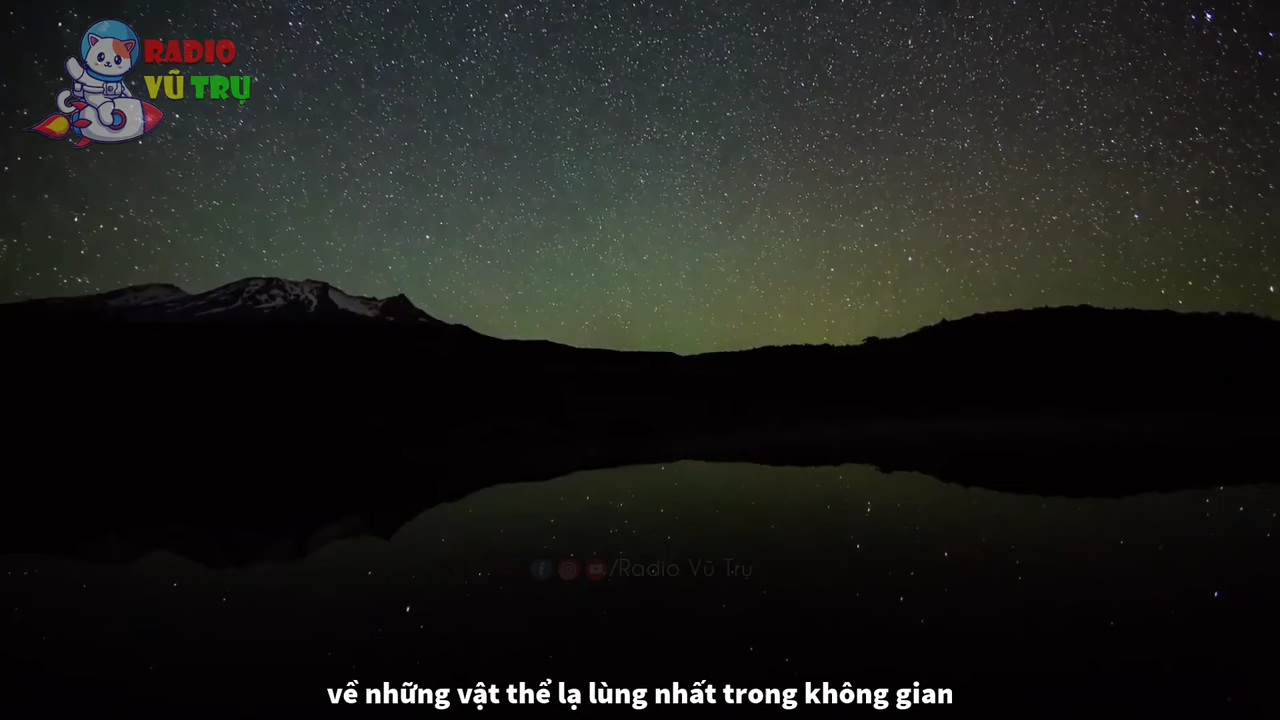 RADIO
VŨ TRỤ
/Radio Vũ Trụ
về những vật thể lạ lùng nhất trong không gian